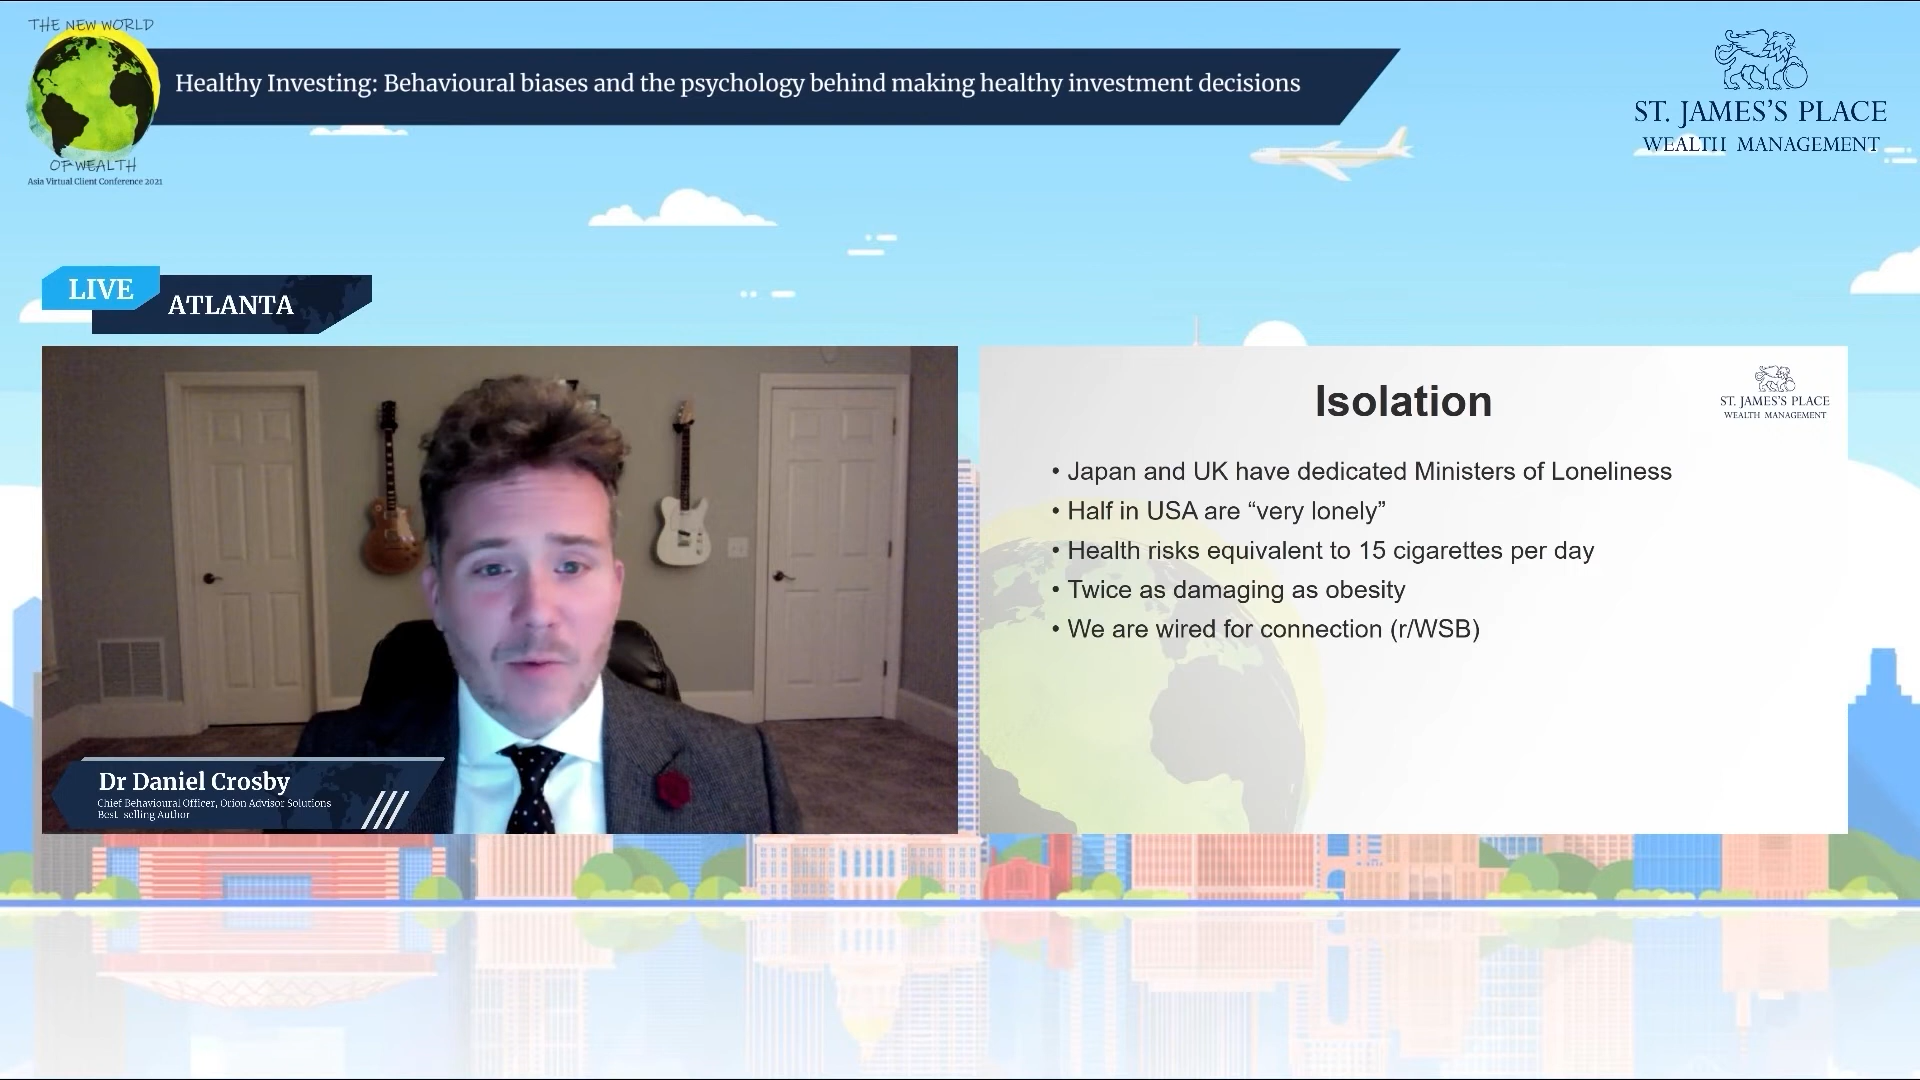 THE NEW WORLD
OF WEALTH
Asia Virtual Client Conference 2021
Healthy Investing: Behavioural biases and the psychology behind making healthy investment decisions
ST. JAMES'S PLACE
WEALTH MANAGEMENT
LIVE
ATLANTA
Dr Daniel Crosby
Chief Behavioural Officer, Orion Advisor Solutions
Best-selling Author
Isolation
ST. JAMES'S PLACE
WEALTH MANAGEMENT
• Japan and UK have dedicated Ministers of Loneliness
• Half in USA are “very lonely”
• Health risks equivalent to 15 cigarettes per day
• Twice as damaging as obesity
• We are wired for connection (r/WSB)